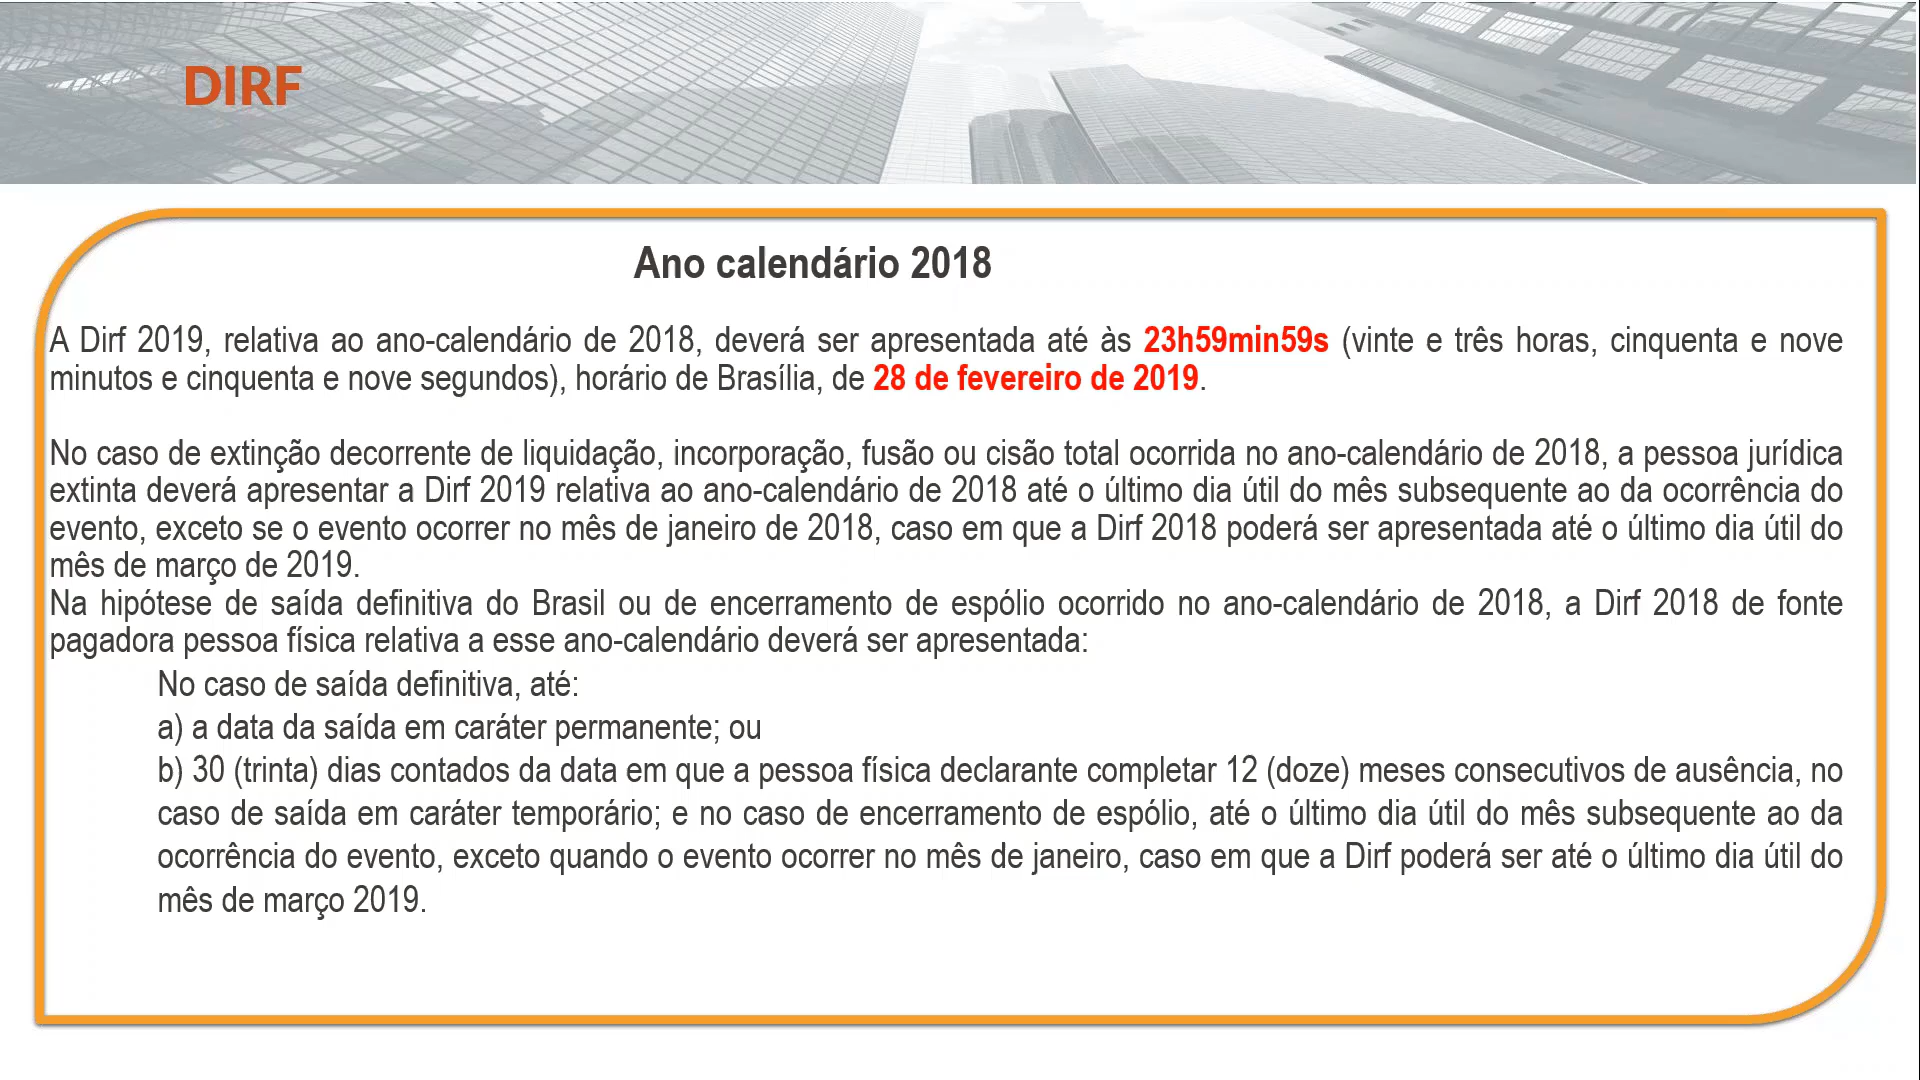 DIRF
Ano calendário 2018
A Dirf 2019, relativa ao ano-calendário de 2018, deverá ser apresentada até às 23h59min59s (vinte e três horas, cinquenta e nove
minutos e cinquenta e nove segundos), horário de Brasília, de 28 de fevereiro de 2019.
No caso de extinção decorrente de liquidação, incorporação, fusão ou cisão total ocorrida no ano-calendário de 2018, a pessoa jurídica
extinta deverá apresentar a Dirf 2019 relativa ao ano-calendário de 2018 até o último dia útil do mês subsequente ao da ocorrência do
evento, exceto se o evento ocorrer no mês de janeiro de 2018, caso em que a Dirf 2018 poderá ser apresentada até o último dia útil do
mês de março de 2019.
Na hipótese de saída definitiva do Brasil ou de encerramento de espólio ocorrido no ano-calendário de 2018, a Dirf 2018 de fonte
pagadora pessoa física relativa a esse ano-calendário deverá ser apresentada:
No caso de saída definitiva, até:
a) a data da saída em caráter permanente; ou
b) 30 (trinta) dias contados da data em que a pessoa física declarante completar 12 (doze) meses consecutivos de ausência, no
caso de saída em caráter temporário; e no caso de encerramento de espólio, até o último dia útil do mês subsequente ao da
ocorrência do evento, exceto quando o evento ocorrer no mês de janeiro, caso em que a Dirf poderá ser até o último dia útil do
mês de março 2019.